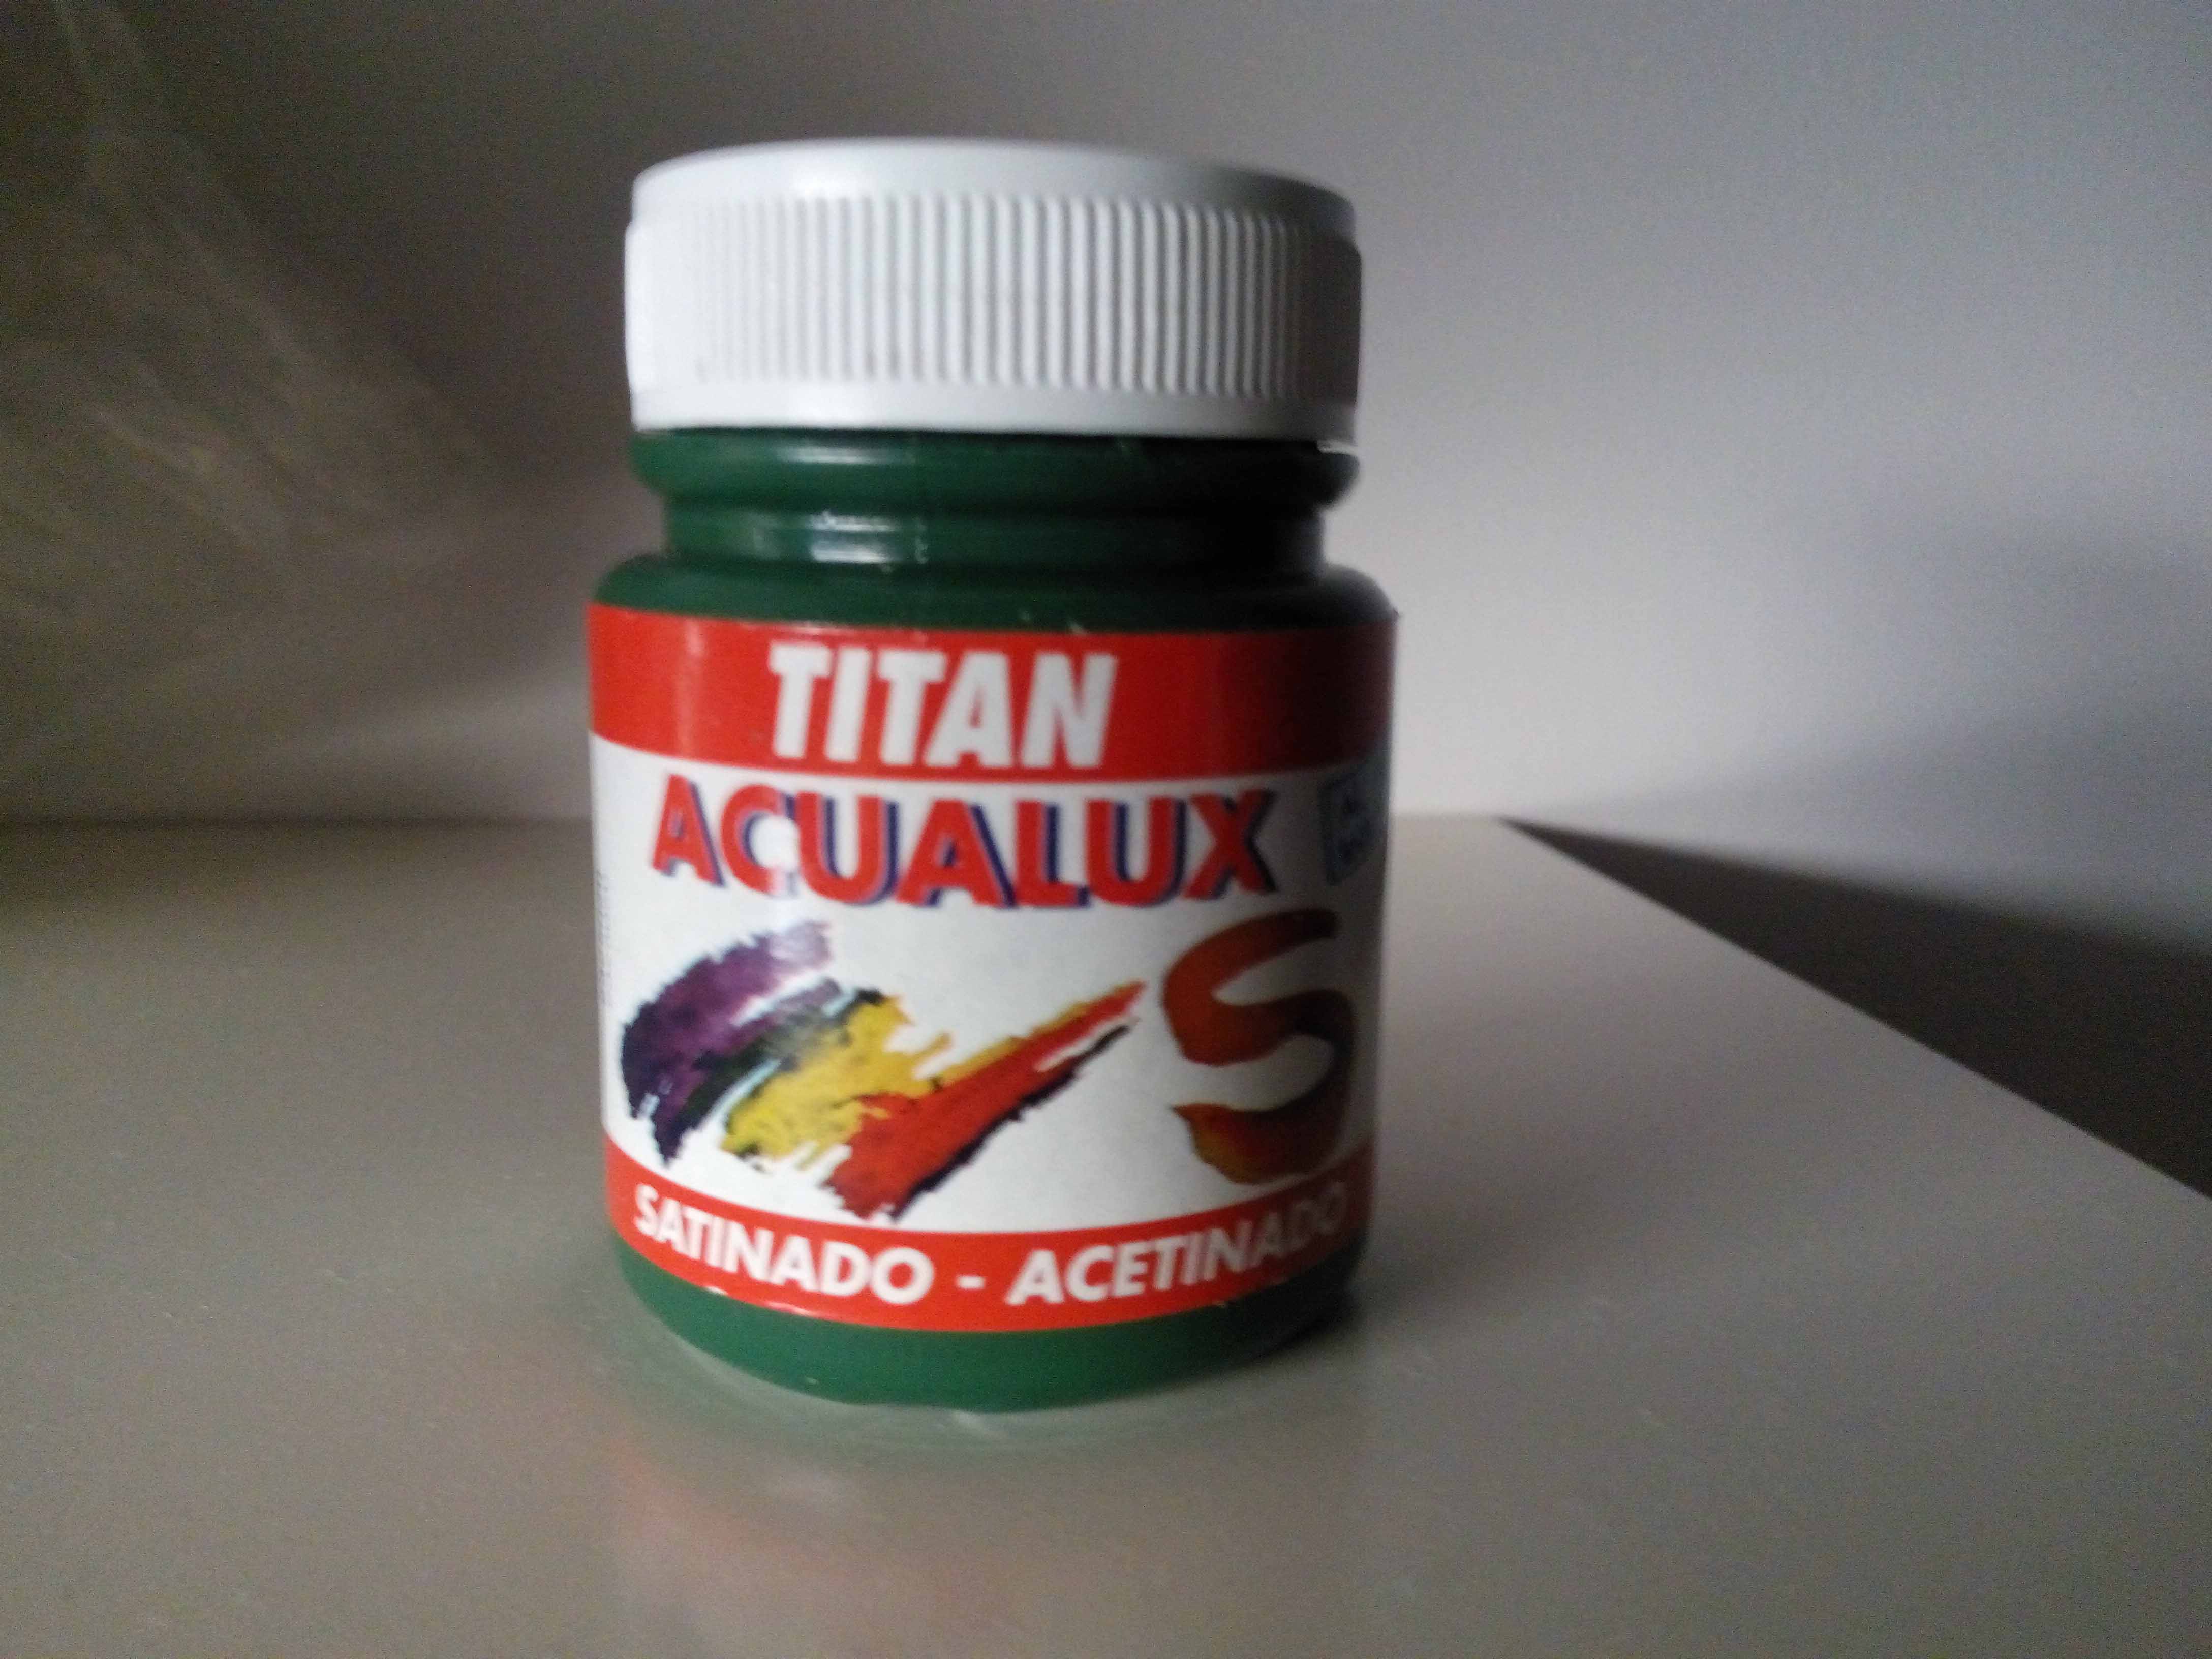 TITAN
ACUALUX
S
SATINADO - ACETINADO